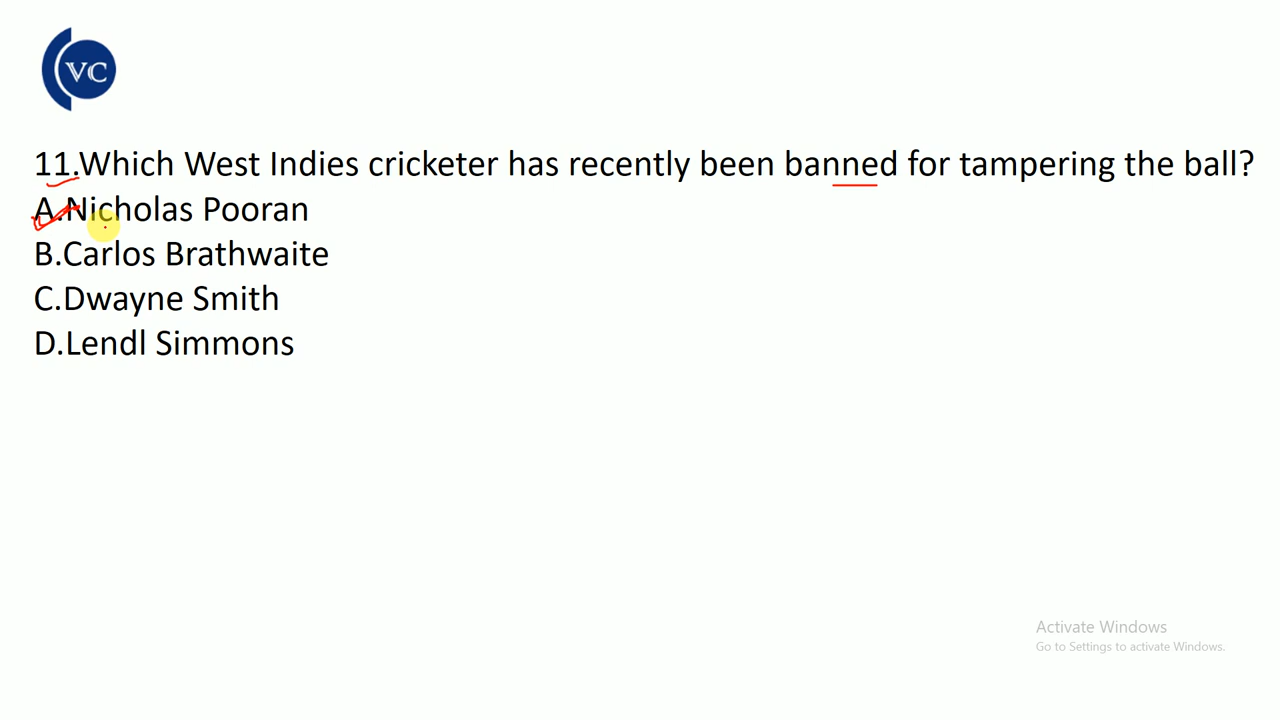 VC
11.Which West Indies cricketer has recently been banned for tampering the ball?
A.Nicholas Pooran
B.Carlos Brathwaite
C.Dwayne Smith
D.Lendl Simmons
Activate Windows
Go to Settings to activate Windows.